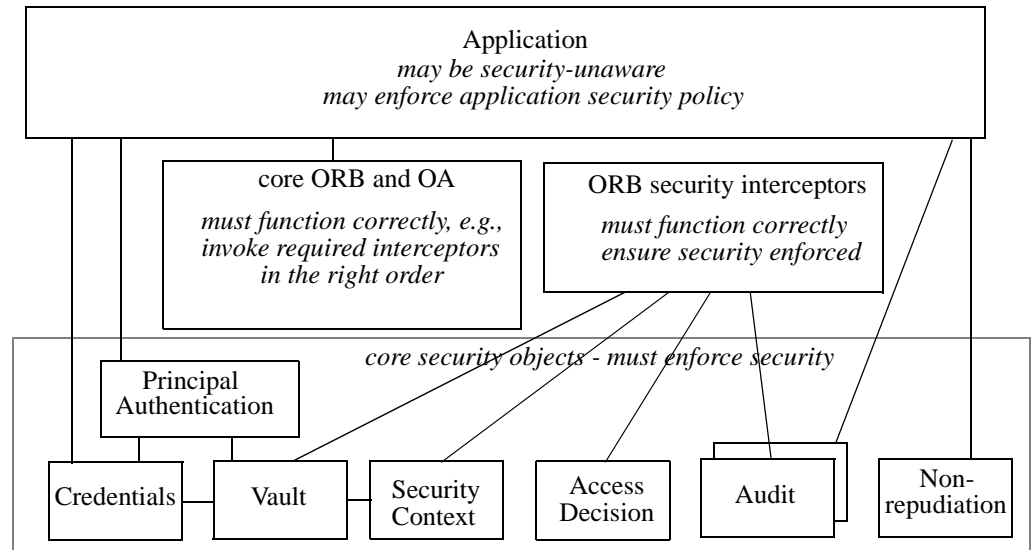 Application
may be security-unaware
may enforce application security policy
core ORB and OA
must function correctly, e.g.,
invoke required interceptors
in the right order
ORB security interceptors
must function correctly
ensure security enforced
core security objects - must enforce security
Principal
Authentication
Credentials
Vault
Security
Context
Access
Decision
Audit
Non-
repudiation